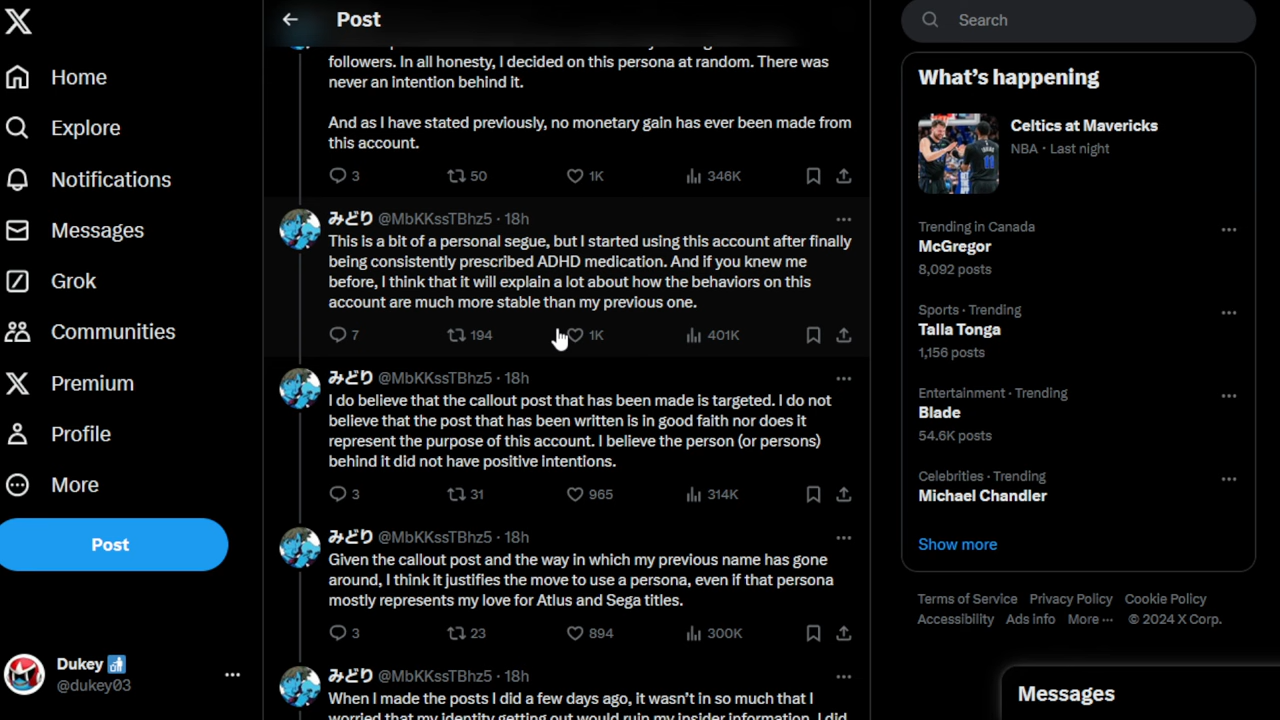 Home
Explore
Notifications
Messages
Grok
Communities
Premium
Profile
More
Post
Dukey
@dukey03
Post
followers. In all honesty, I decided on this persona at random. There was
never an intention behind it.
And as I have stated previously, no monetary gain has ever been made from
this account.
3 50 1K 346K
みどり @MbKKssTBhz5 · 18h
This is a bit of a personal segue, but I started using this account after finally
being consistently prescribed ADHD medication. And if you knew me
before, I think that it will explain a lot about how the behaviors on this
account are much more stable than my previous one.
7 194 1K 401K
みどり @MbKKssTBhz5 · 18h
I do believe that the callout post that has been made is targeted. I do not
believe that the post that has been written is in good faith nor does it
represent the purpose of this account. I believe the person (or persons)
behind it did not have positive intentions.
3 31 965 314K
みどり @MbKKssTBhz5 · 18h
Given the callout post and the way in which my previous name has gone
around, I think it justifies the move to use a persona, even if that persona
mostly represents my love for Atlus and Sega titles.
3 23 894 300K
みどり @MbKKssTBhz5 · 18h
When I made the posts I did a few days ago, it wasn't in so much that I
worried that my identity getting out would ruin my insider information. I did
Search
What's happening
Celtics at Mavericks
NBA · Last night
11
Trending in Canada
McGregor
8,092 posts
Sports · Trending
Talla Tonga
1,156 posts
Entertainment · Trending
Blade
54.6K posts
Celebrities · Trending
Michael Chandler
Show more
Terms of Service Privacy Policy Cookie Policy
Accessibility Ads info More ··· © 2024 X Corp.
Messages